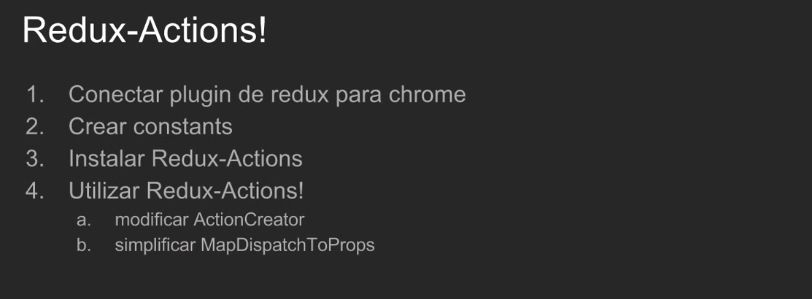 Redux-Actions!
1. Conectar plugin de redux para chrome
2. Crear constants
3. Instalar Redux-Actions
4. Utilizar Redux-Actions!
a. modificar ActionCreator
b. simplificar MapDispatchToProps